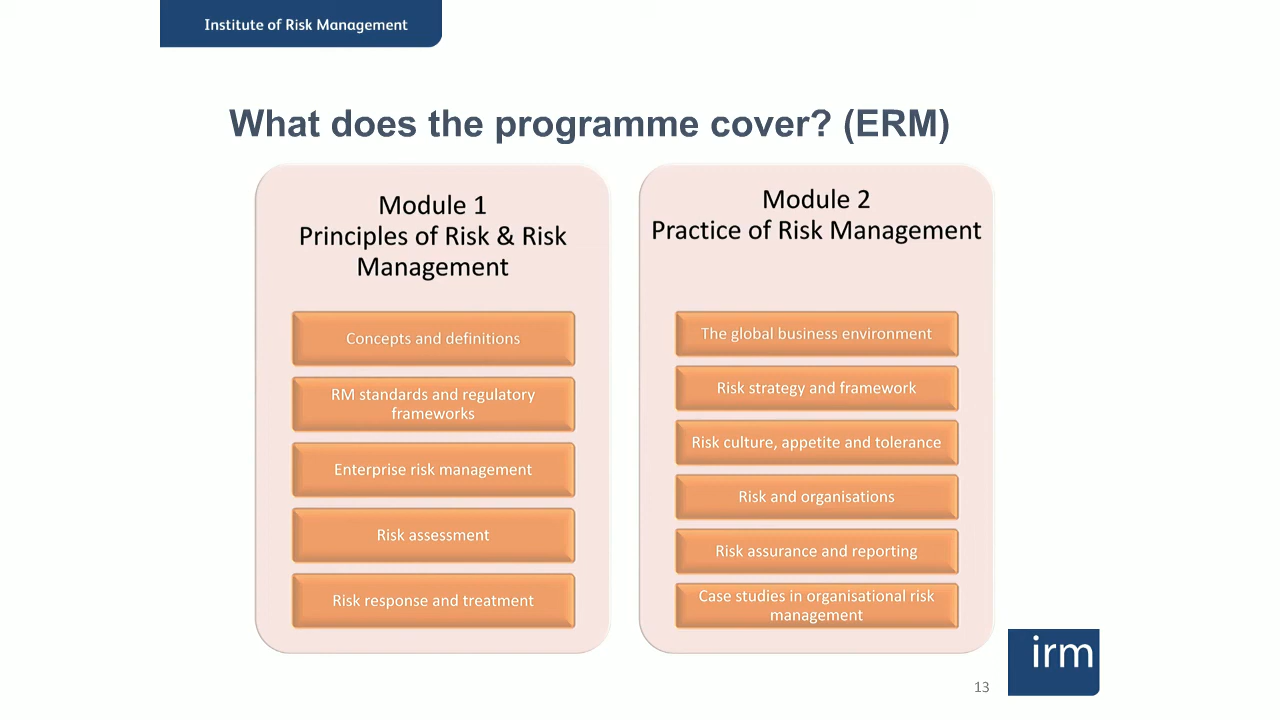 Institute of Risk Management
What does the programme cover? (ERM)
Module 1
Principles of Risk & Risk
Management
Concepts and definitions
RM standards and regulatory
frameworks
Enterprise risk management
Risk assessment
Risk response and treatment
Module 2
Practice of Risk Management
The global business environment
Risk strategy and framework
Risk culture, appetite and tolerance
Risk and organisations
Risk assurance and reporting
Case studies in organisational risk
management
irm
13